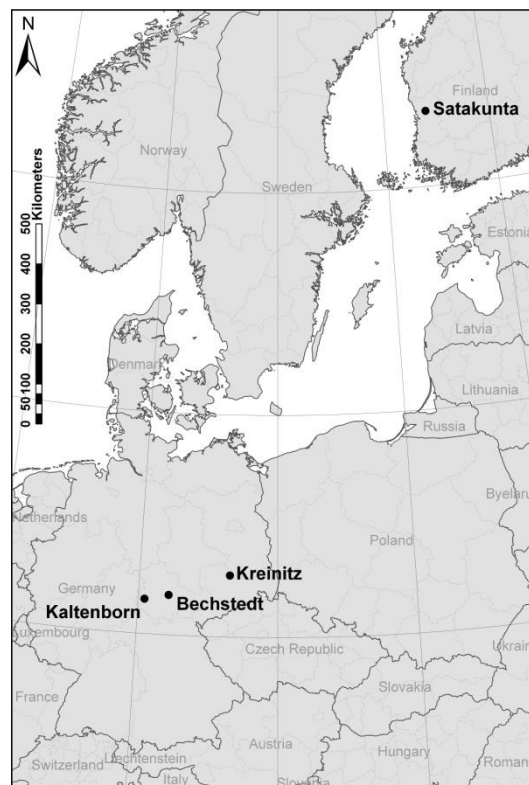 N
Finland
Satakunta
Norway
Sweden
Kilometers
500
400
300
200
100
50
0
Estonia
Latvia
Denmark
Lithuania
Russia
Byelaru
Netherlands
Poland
Kreinitz
Germany
Bechstedt
Kaltenborn
Luxembourg
Czech Republic
Ukrain
Slovakia
France
Austria
Hungary
Roman
Switzerland
Liechtenstein
Italy
Slovenia